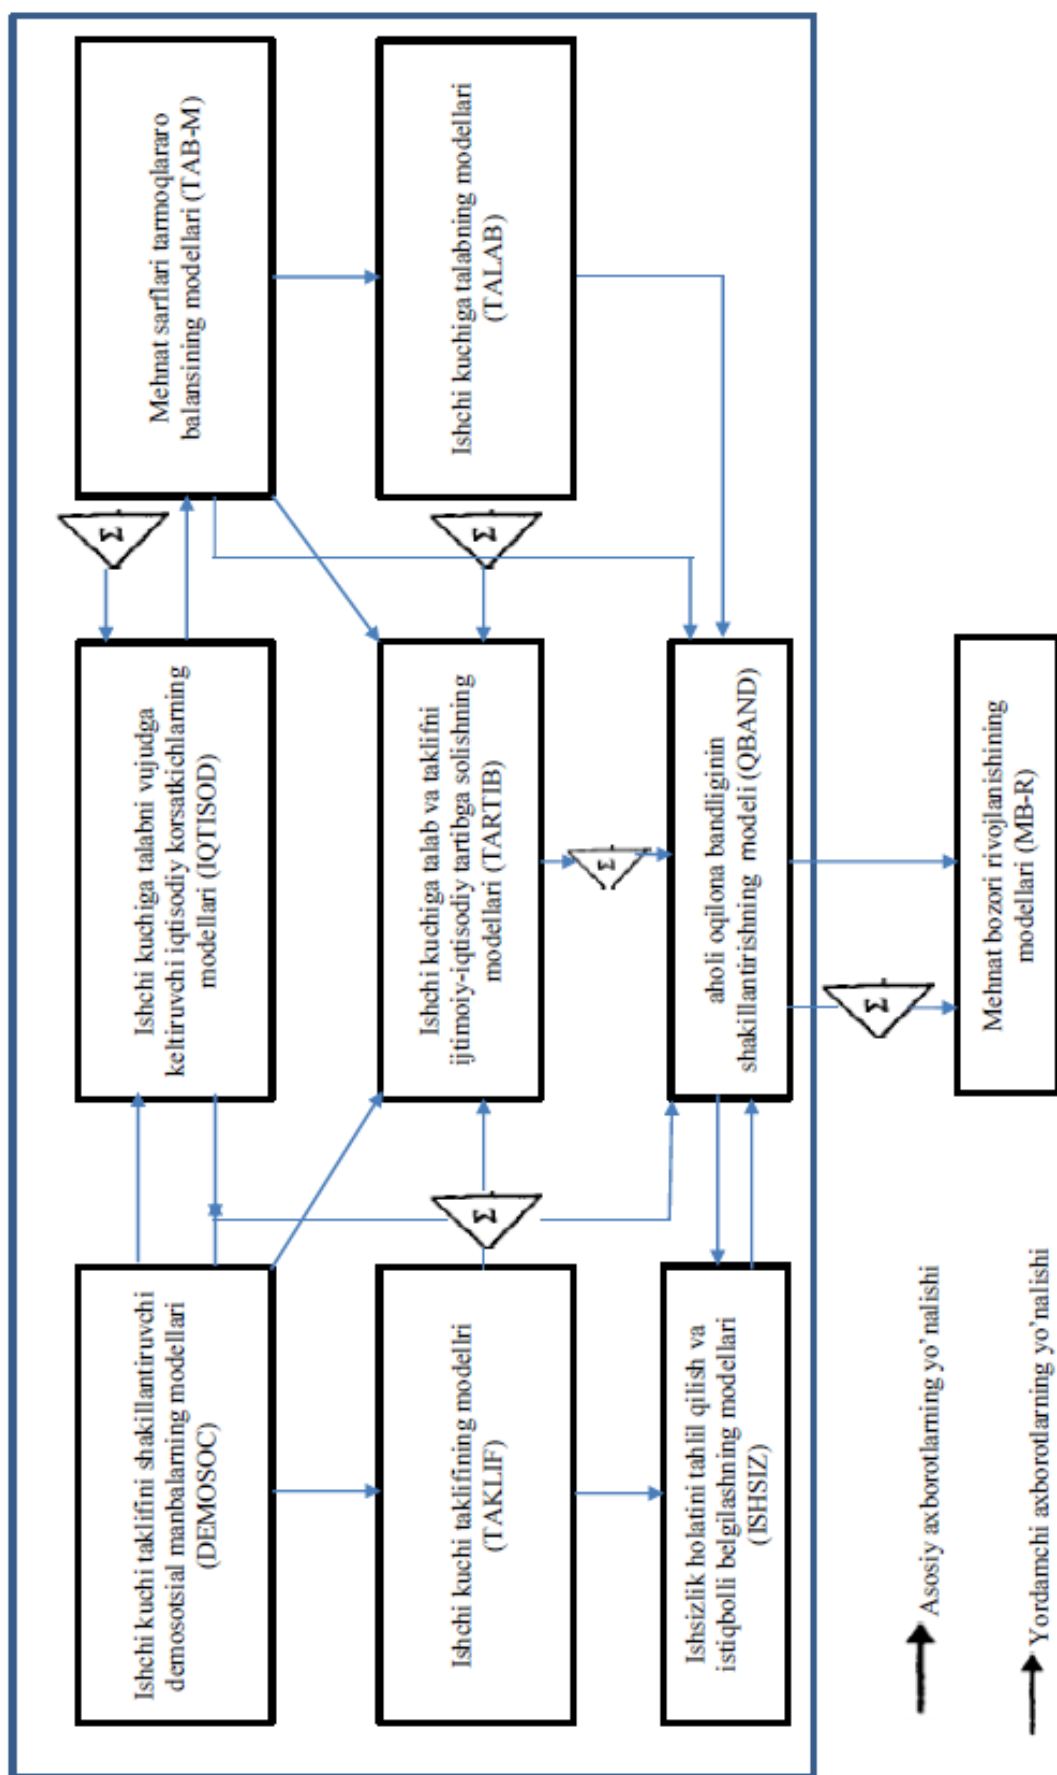 Ishchi kuchi taklifini shakillantiruvchi
demosotsial manbalarning modellari
(DEMOSOC)
Ishchi kuchiga talabni vujudga
keltiruvchi iqtisodiy korsatkichlarning
modellari (IQTISOD)
Σ
Mehnat sarflari tarmoqlararo
balansining modellari (TAB-M)
Ishchi kuchi taklifining modellri
(TAKLIF)
Σ
Ishchi kuchiga talab va taklifni
ijtimoiy-iqtisodiy tartibga solishning
modellari (TARTIB)
Σ
Ishchi kuchiga talabning modellari
(TALAB)
Σ
Ishsizlik holatini tahlil qilish va
istiqbolli belgilashning modellari
(ISHSIZ)
aholi oqilona bandliginin
shakillantirishning modeli (QBAND)
Σ
Mehnat bozori rivojlanishining
modellari (MB-R)
Asosiy axborotlarning yo’nalishi
Yordamchi axborotlarning yo’nalishi